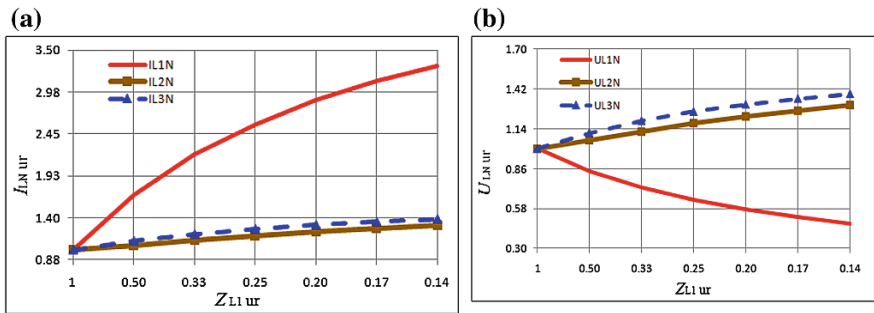 (a)
3.50
2.98
2.45
1.93
1.40
0.88
I LN ur
IL1N
IL2N
IL3N
1 0.50 0.33 0.25 0.20 0.17 0.14
Z L1 ur
(b)
1.70
1.42
1.14
0.86
0.58
0.30
U LN ur
UL1N
UL2N
UL3N
1 0.50 0.33 0.25 0.20 0.17 0.14
Z L1 ur